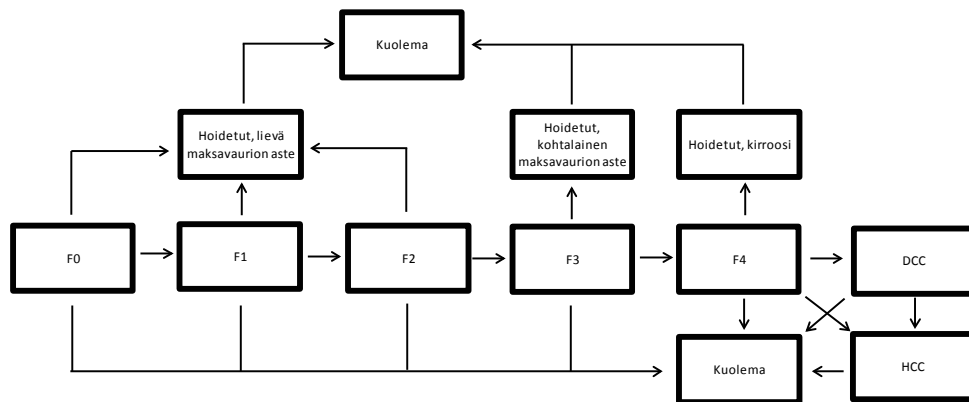 Kuolema
Hoidetut, lievä
maksavaurion aste
Hoidetut,
kohtalainen
maksavaurion aste
Hoidetut, kirroosi
F0
F1
F2
F3
F4
DCC
Kuolema
HCC